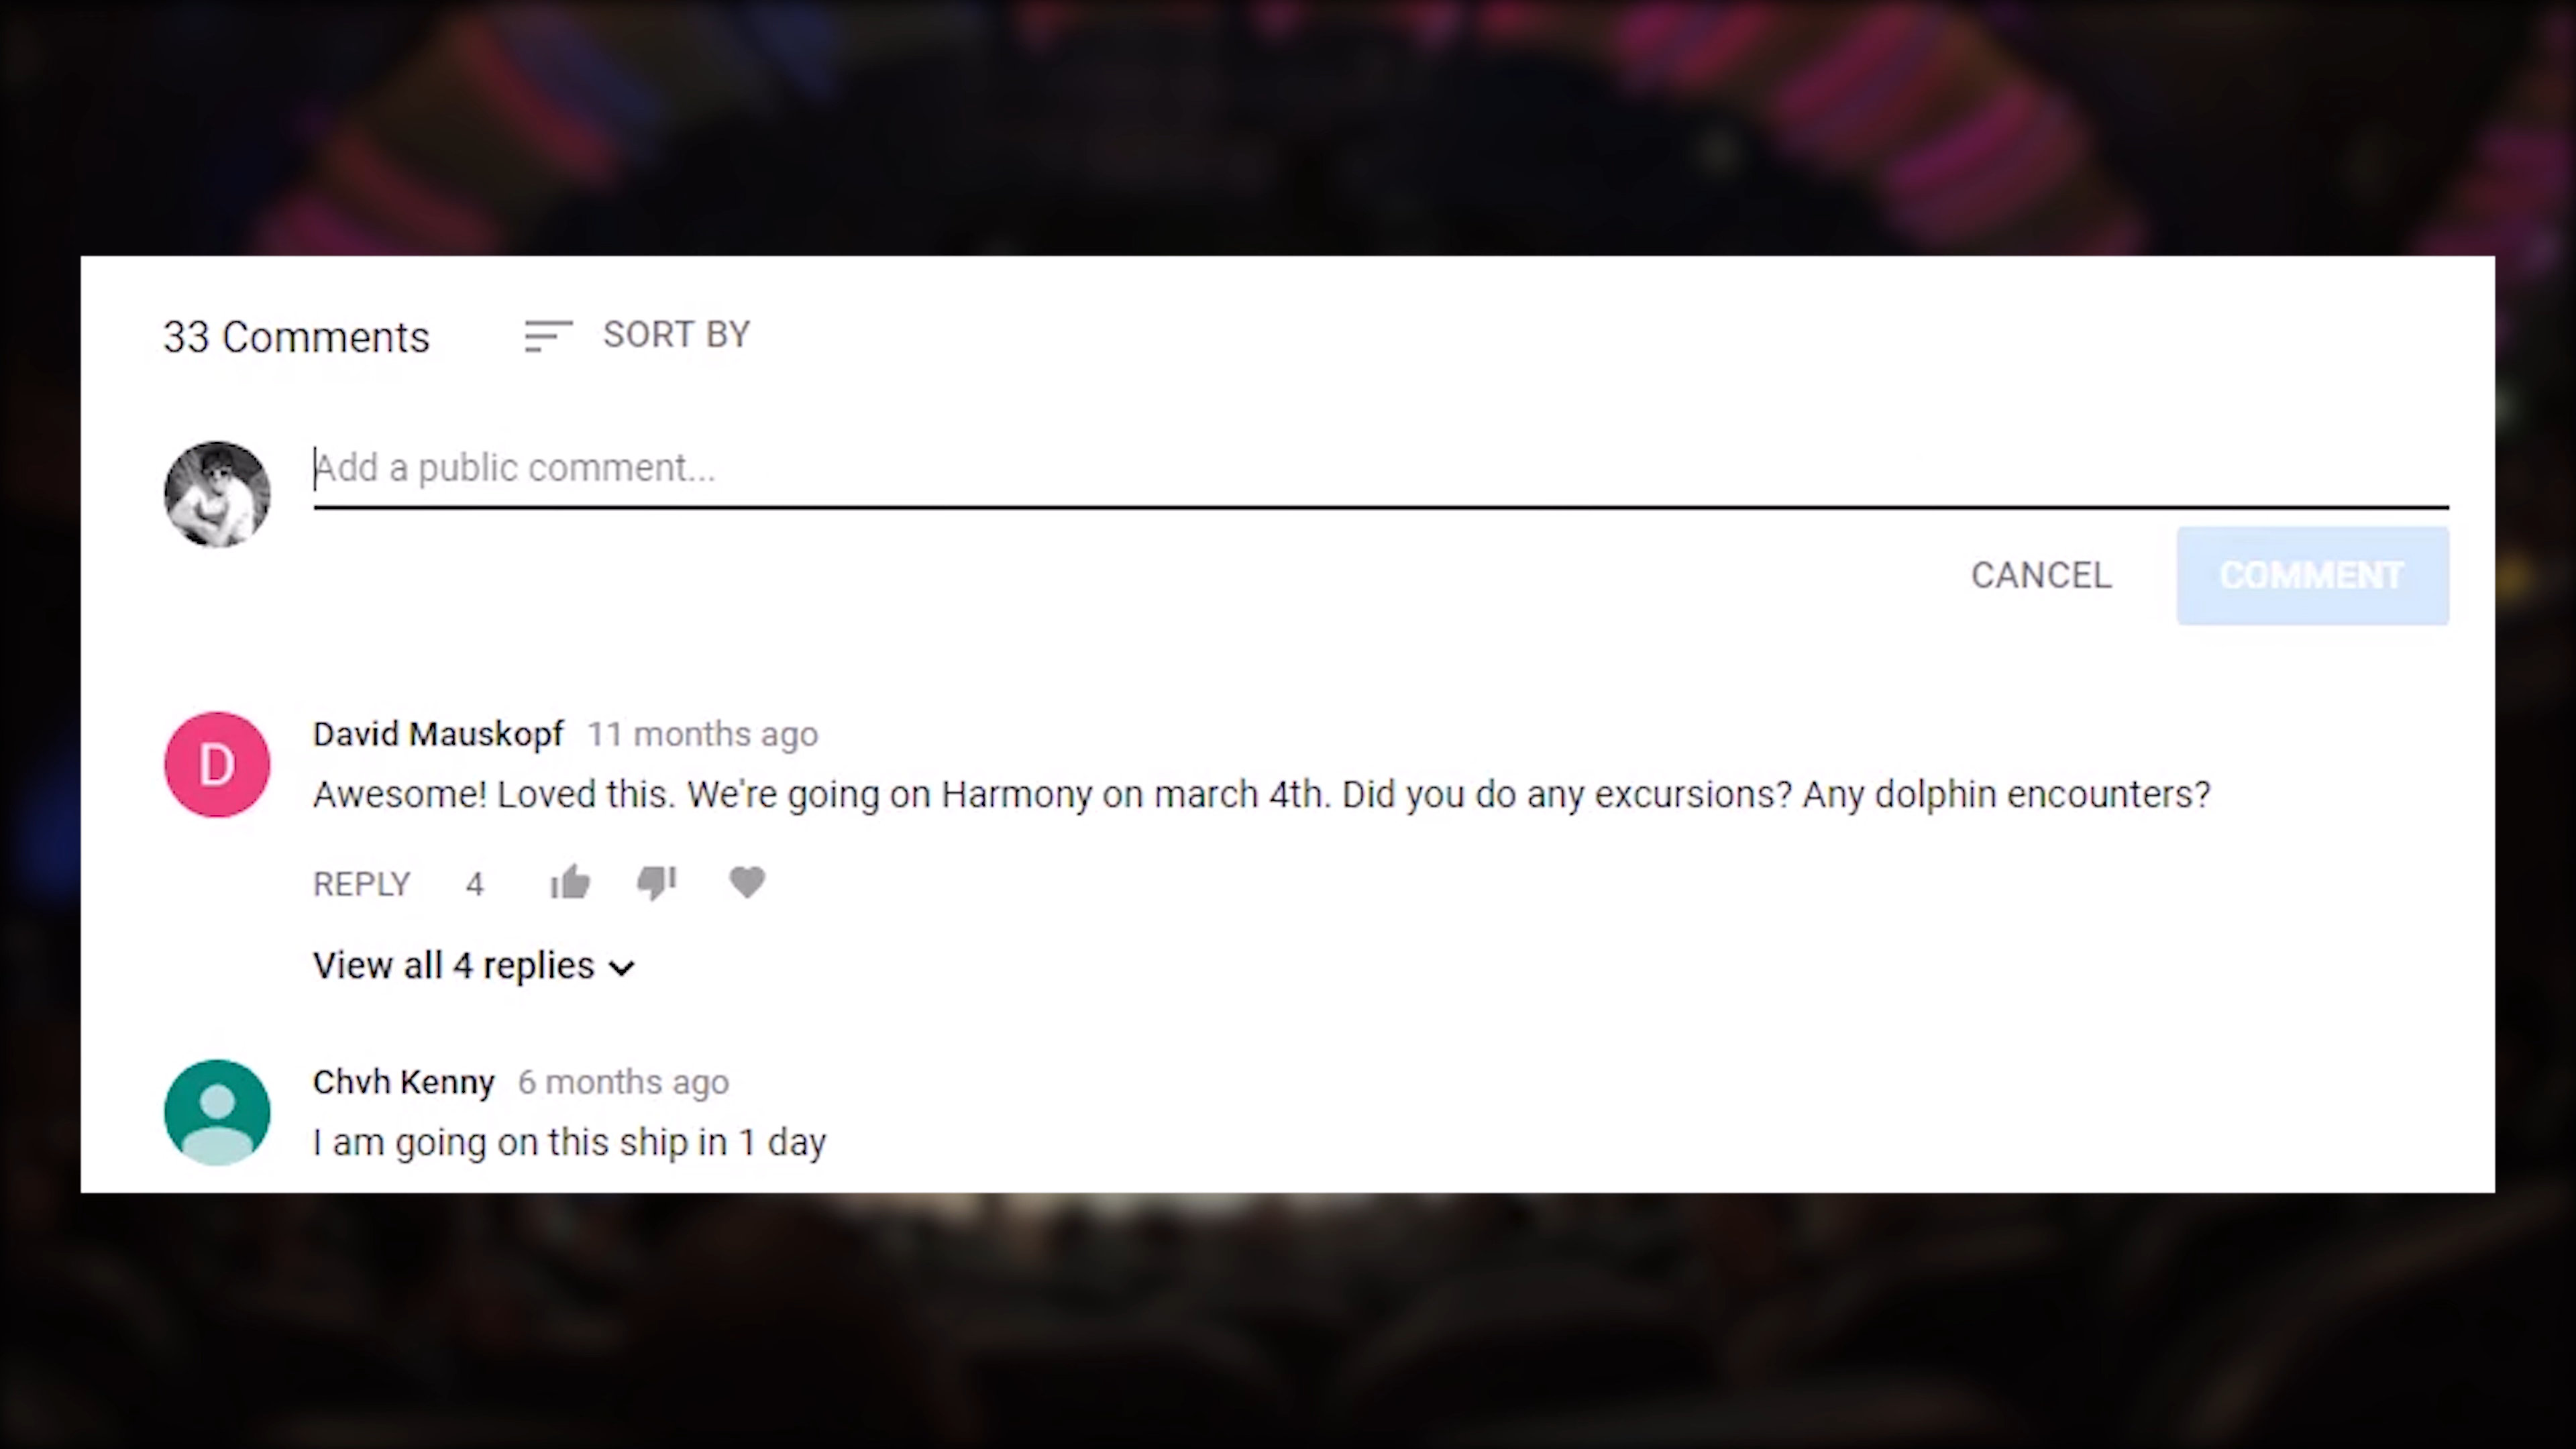 33 Comments SORT BY
Add a public comment...
CANCEL COMMENT
D
David Mauskopf 11 months ago
Awesome! Loved this. We're going on Harmony on march 4th. Did you do any excursions? Any dolphin encounters?
REPLY 4
View all 4 replies
Chvh Kenny 6 months ago
I am going on this ship in 1 day